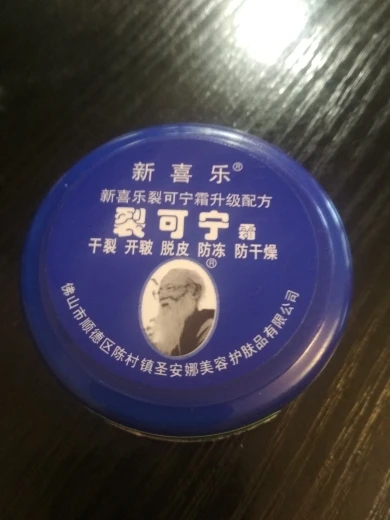 新喜乐®
新喜乐裂可宁霜升级配方
裂可宁霜
干裂 开皲 脱皮 防冻 防干燥
®
佛山市顺德区陈村镇圣安娜美容护肤品有限公司